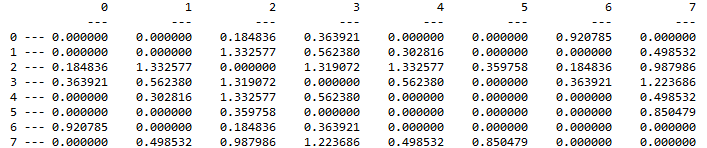 0 1 2 3 4 5 6 7
--- --- --- --- --- --- --- ---
0 --- 0.000000 0.000000 0.184836 0.363921 0.000000 0.000000 0.920785 0.000000
1 --- 0.000000 0.000000 1.332577 0.562380 0.302816 0.000000 0.000000 0.498532
2 --- 0.184836 1.332577 0.000000 1.319072 1.332577 0.359758 0.184836 0.987986
3 --- 0.363921 0.562380 1.319072 0.000000 0.562380 0.000000 0.363921 1.223686
4 --- 0.000000 0.302816 1.332577 0.562380 0.000000 0.000000 0.000000 0.498532
5 --- 0.000000 0.000000 0.359758 0.000000 0.000000 0.000000 0.000000 0.850479
6 --- 0.920785 0.000000 0.184836 0.363921 0.000000 0.000000 0.000000 0.000000
7 --- 0.000000 0.498532 0.987986 1.223686 0.498532 0.850479 0.000000 0.000000